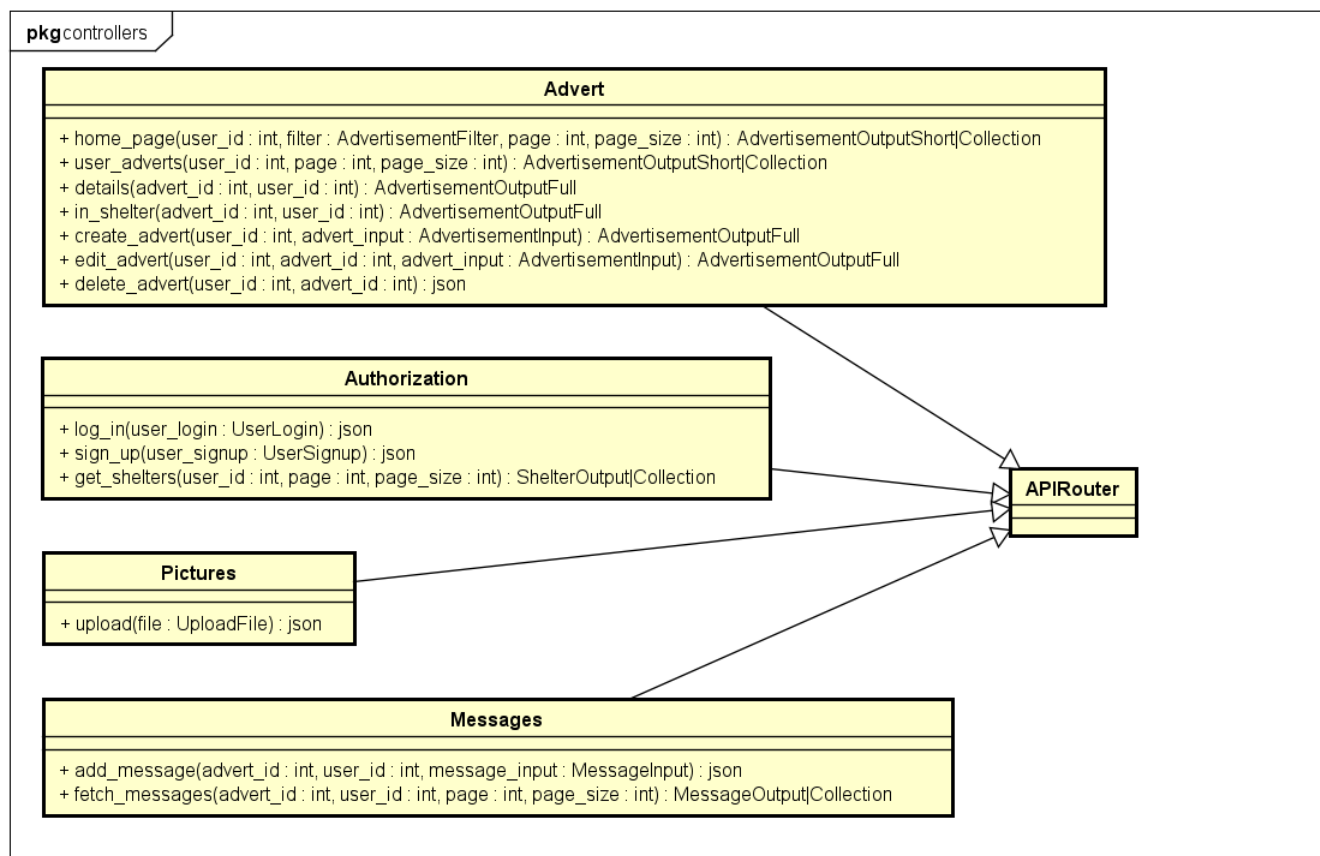 pkg controllers
Advert
+ home_page(user_id : int, filter : AdvertisementFilter, page : int, page_size : int) : AdvertisementOutputShort|Collection
+ user_adverts(user_id : int, page : int, page_size : int) : AdvertisementOutputShort|Collection
+ details(advert_id : int, user_id : int) : AdvertisementOutputFull
+ in_shelter(advert_id : int, user_id : int) : AdvertisementOutputFull
+ create_advert(user_id : int, advert_input : AdvertisementInput) : AdvertisementOutputFull
+ edit_advert(user_id : int, advert_id : int, advert_input : AdvertisementInput) : AdvertisementOutputFull
+ delete_advert(user_id : int, advert_id : int) : json
Authorization
+ log_in(user_login : UserLogin) : json
+ sign_up(user_signup : UserSignup) : json
+ get_shelters(user_id : int, page : int, page_size : int) : ShelterOutput|Collection
APIRouter
Pictures
+ upload(file : UploadFile) : json
Messages
+ add_message(advert_id : int, user_id : int, message_input : MessageInput) : json
+ fetch_messages(advert_id : int, user_id : int, page : int, page_size : int) : MessageOutput|Collection